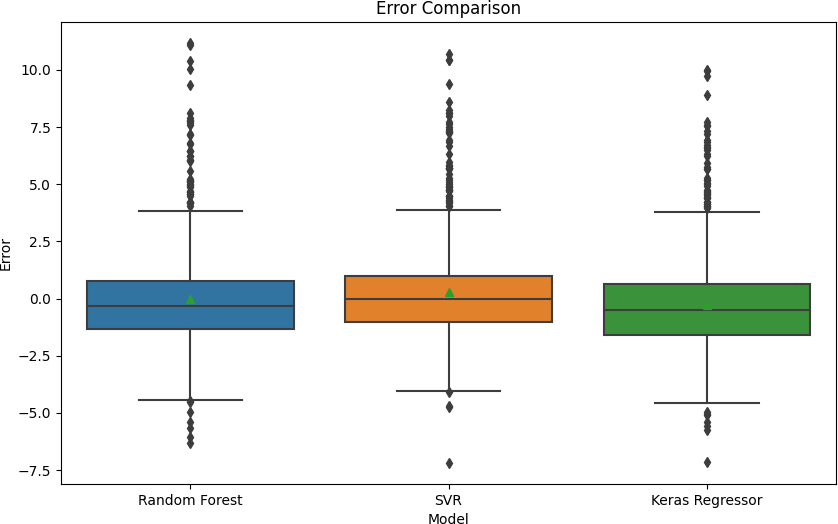 Error Comparison
10.0
7.5
5.0
2.5
0.0
−2.5
−5.0
−7.5
Error
Random Forest
SVR
Keras Regressor
Model